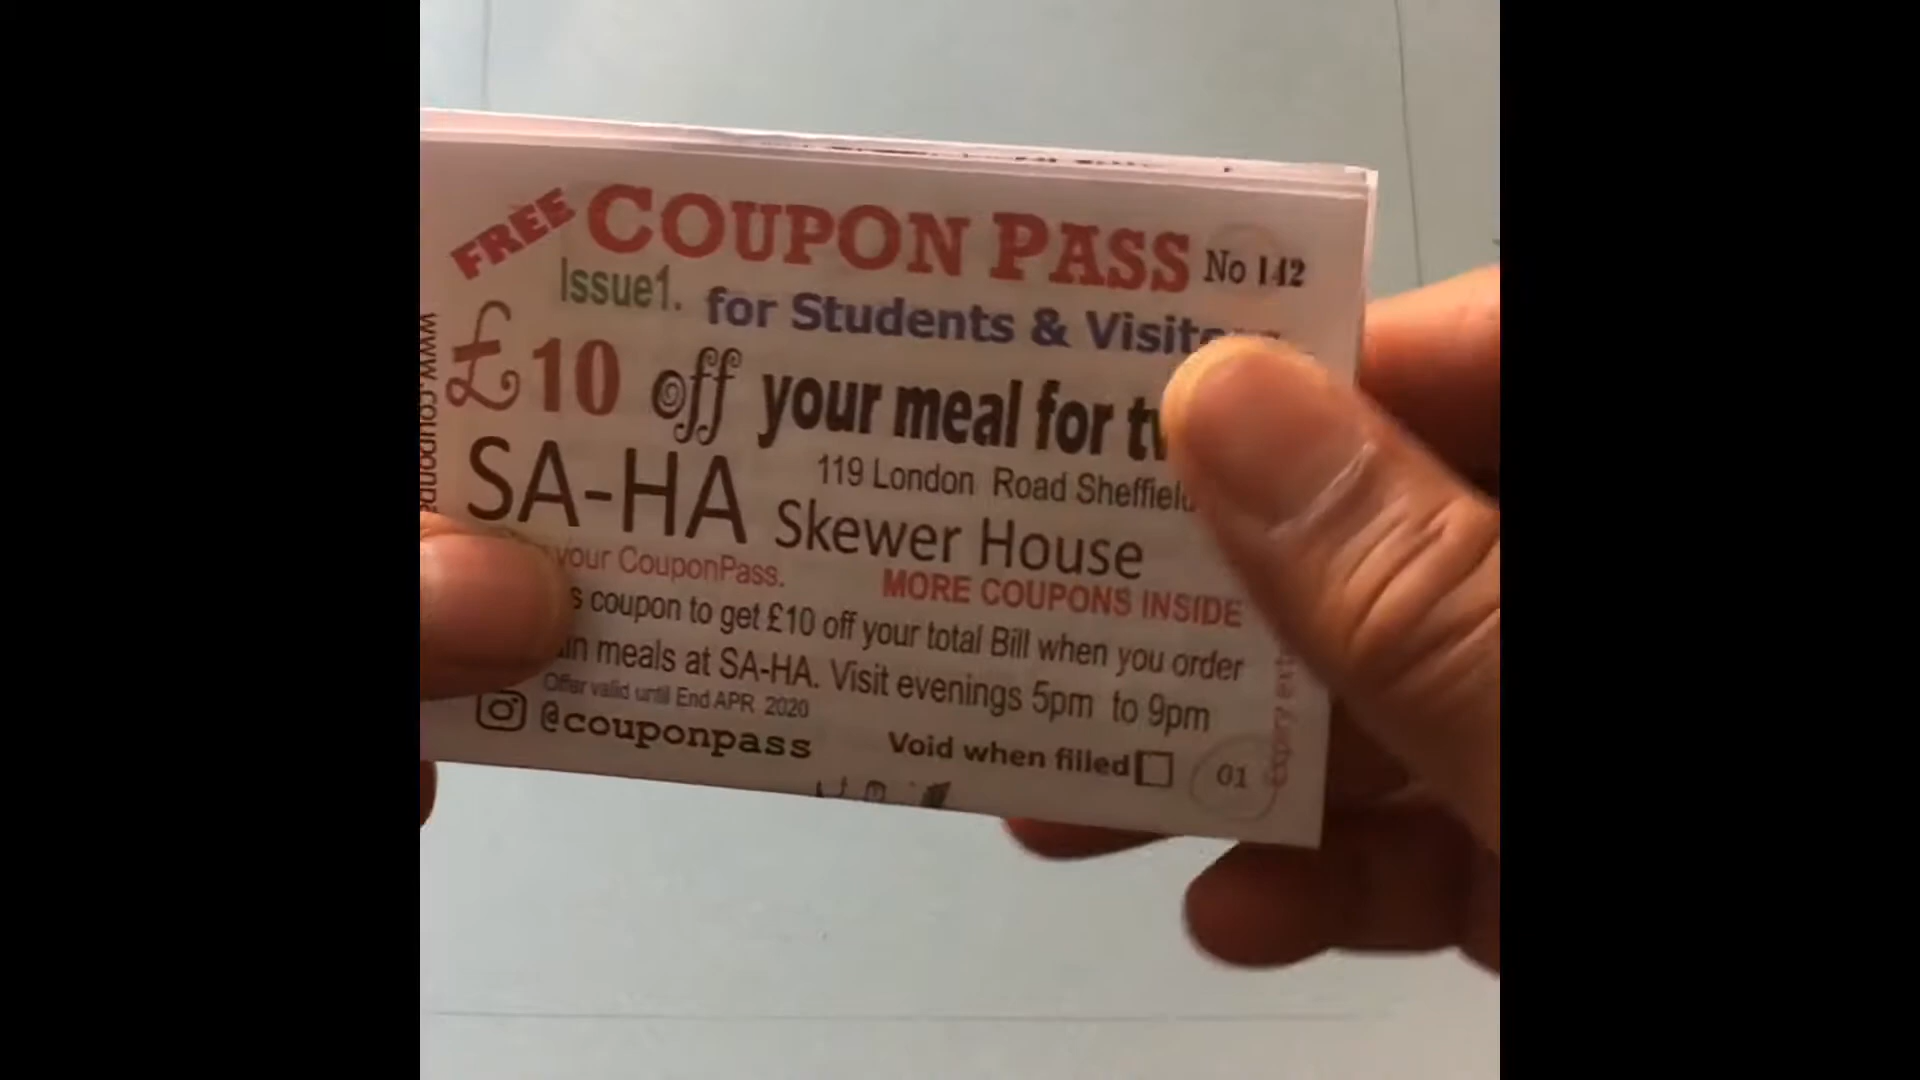 FREE COUPON PASS No 142
Issue1. for Students &
£10 off your meal for
119 London Road
SA-HA Skewer House
your CouponPass.
MORE COUPONS INSIDE
coupon to get £10 off your total Bill when you order
meals at SA-HA. Visit evenings 5pm to 9pm
Offer valid until End APR 2020
@couponpass
Void when filled
01
Expiry